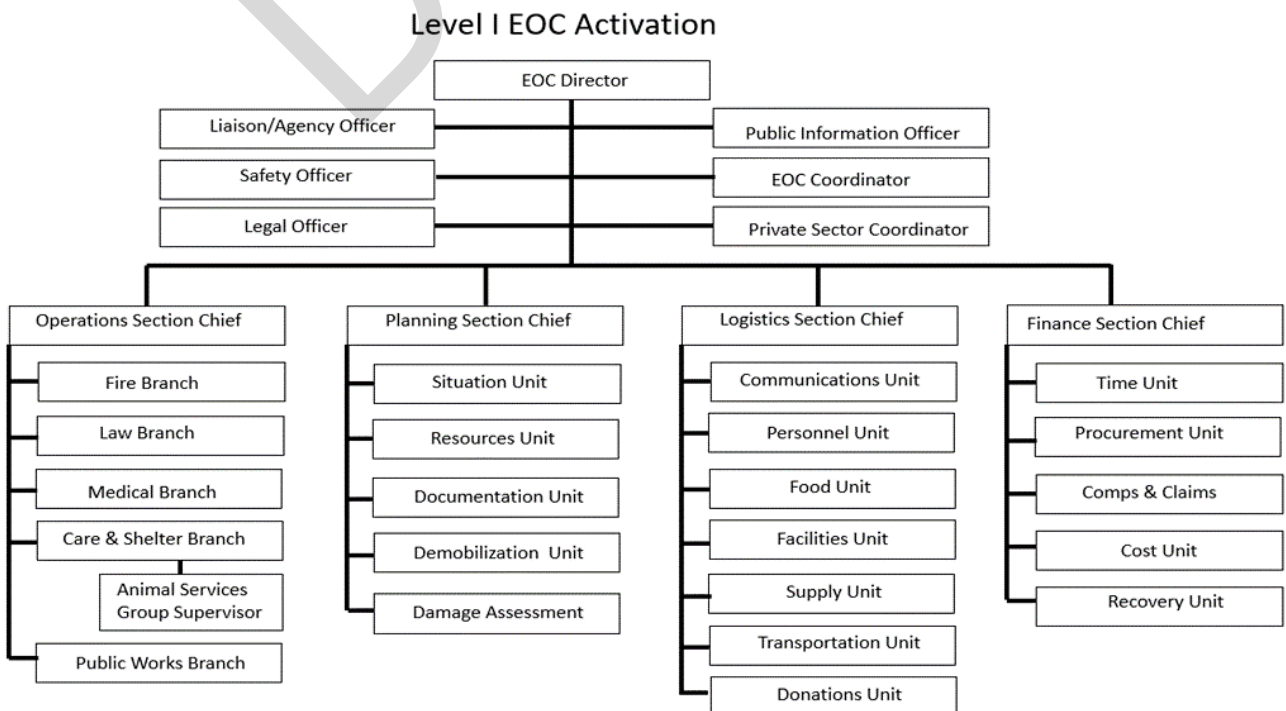 Level I EOC Activation
EOC Director
Liaison/Agency Officer
Public Information Officer
Safety Officer
EOC Coordinator
Legal Officer
Private Sector Coordinator
Operations Section Chief
Fire Branch
Law Branch
Medical Branch
Care & Shelter Branch
Animal Services
Group Supervisor
Public Works Branch
Planning Section Chief
Situation Unit
Resources Unit
Documentation Unit
Demobilization Unit
Damage Assessment
Logistics Section Chief
Communications Unit
Personnel Unit
Food Unit
Facilities Unit
Supply Unit
Transportation Unit
Donations Unit
Finance Section Chief
Time Unit
Procurement Unit
Comps & Claims
Cost Unit
Recovery Unit